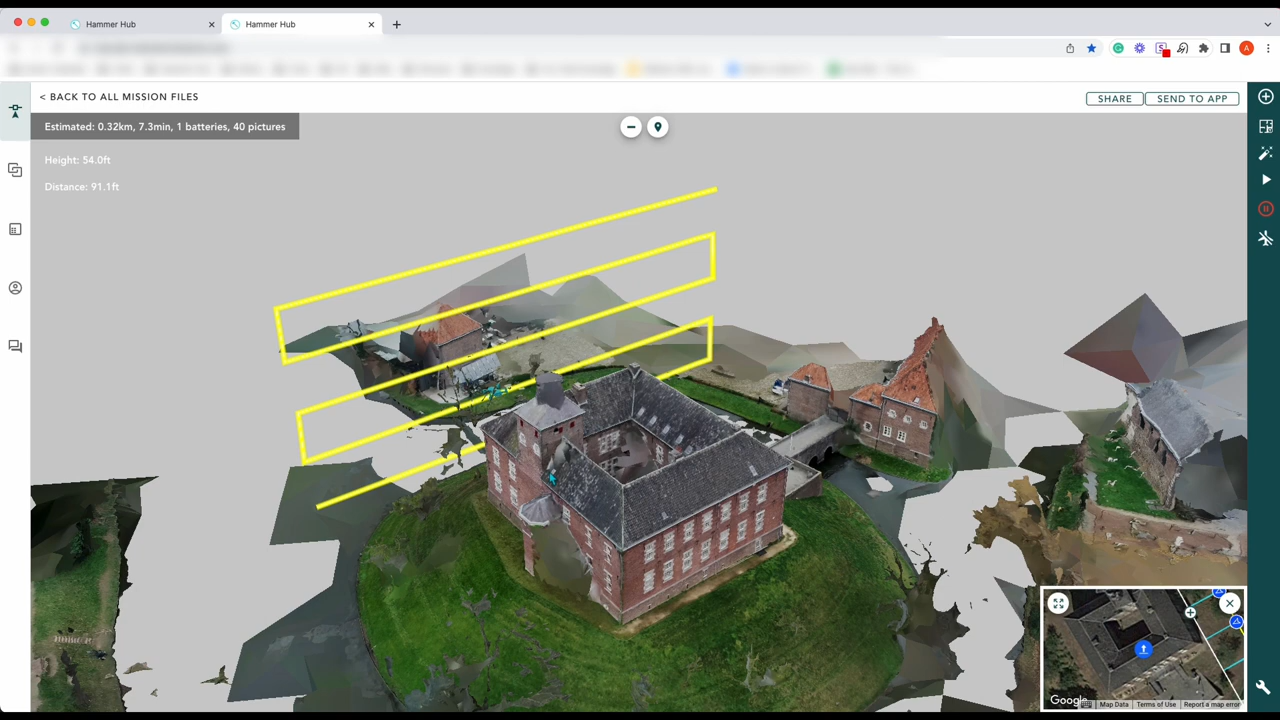 Hammer Hub
Hammer Hub
A
< BACK TO ALL MISSION FILES
SHARE
SEND TO APP
Estimated: 0.32km, 7.3min, 1 batteries, 40 pictures
Height: 54.0ft
Distance: 91.1ft
Google
Map Data
Terms of Use
Report a map error